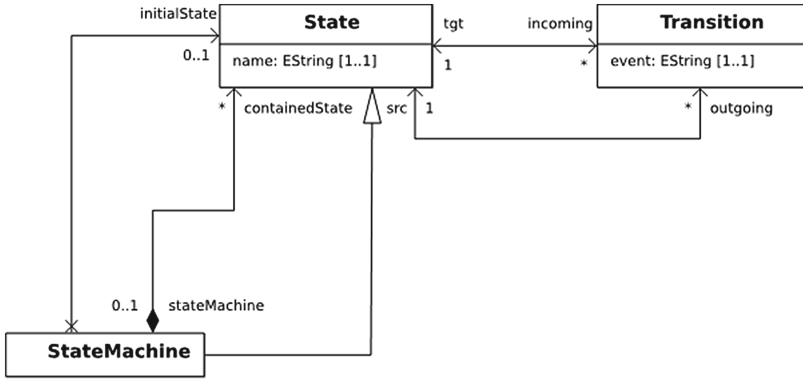 initialState
State
tgt
incoming
Transition
0..1
name: EString [1..1]
1
*
event: EString [1..1]
* containedState
src
1
*
outgoing
0..1
stateMachine
StateMachine